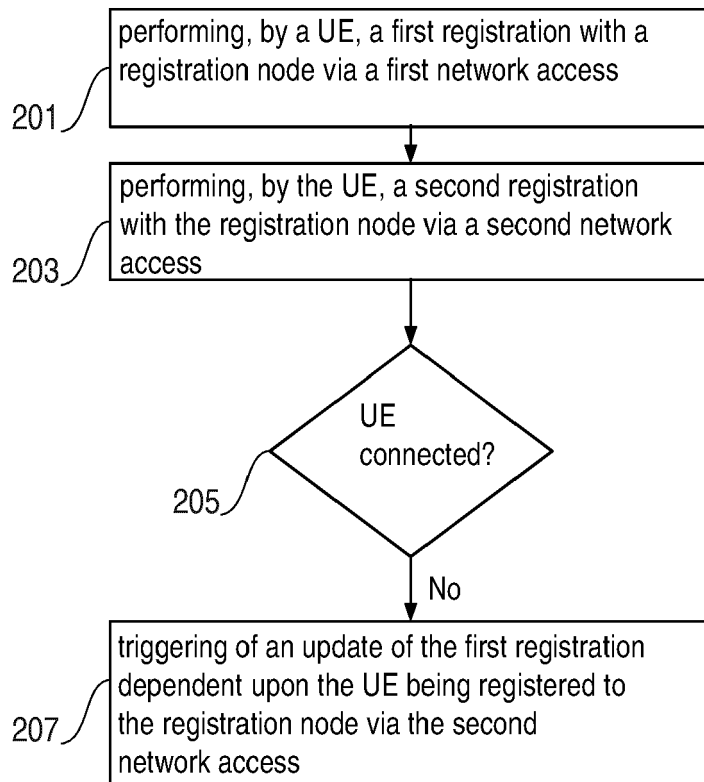 performing, by a UE, a first registration with a
registration node via a first network access
201
performing, by the UE, a second registration
with the registration node via a second network
access
203
UE
connected?
205
No
triggering of an update of the first registration
dependent upon the UE being registered to
the registration node via the second
network access
207